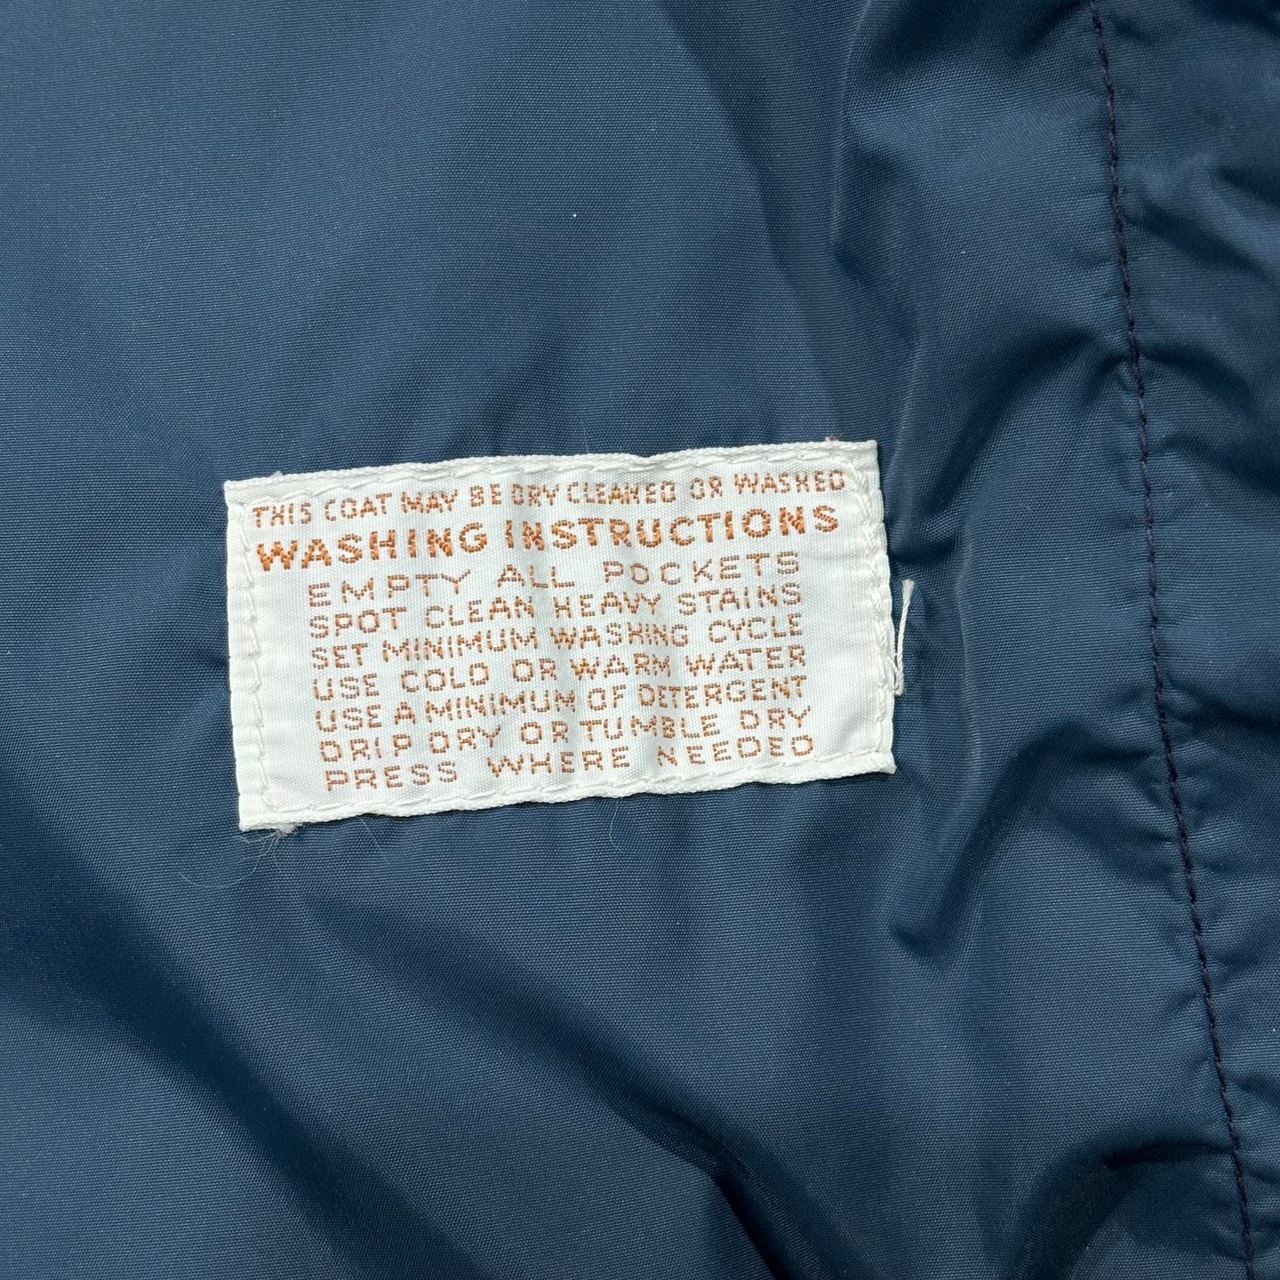 THIS COAT MAY BE DRY CLEANED OR WASHED
WASHING INSTRUCTIONS
EMPTY ALL POCKETS
SPOT CLEAN HEAVY STAINS
SET MINIMUM WASHING CYCLE
USE COLD OR WARM WATER
USE A MINIMUM OF DETERGENT
DRIP DRY OR TUMBLE DRY
PRESS WHERE NEEDED